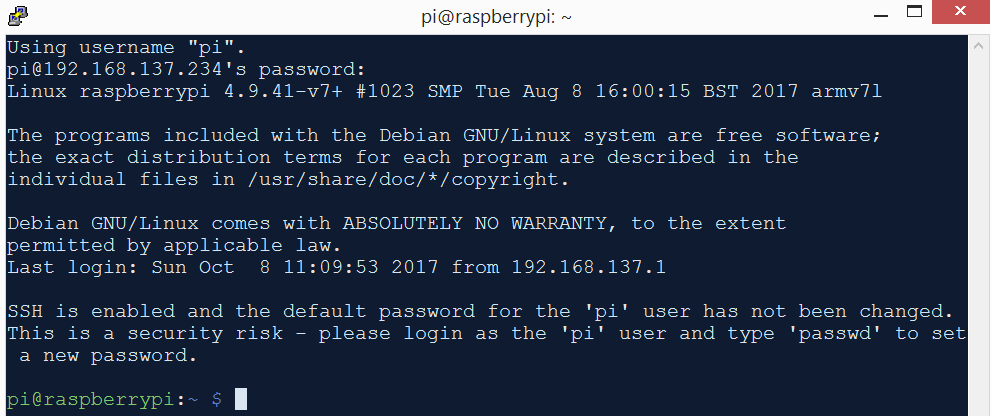 pi@raspberrypi: ~
Using username "pi".
pi@192.168.137.234's password:
Linux raspberrypi 4.9.41-v7+ #1023 SMP Tue Aug 8 16:00:15 BST 2017 armv7l
The programs included with the Debian GNU/Linux system are free software;
the exact distribution terms for each program are described in the
individual files in /usr/share/doc/*/copyright.
Debian GNU/Linux comes with ABSOLUTELY NO WARRANTY, to the extent
permitted by applicable law.
Last login: Sun Oct  8 11:09:53 2017 from 192.168.137.1
SSH is enabled and the default password for the 'pi' user has not been changed.
This is a security risk - please login as the 'pi' user and type 'passwd' to set
 a new password.
pi@raspberrypi:~ $